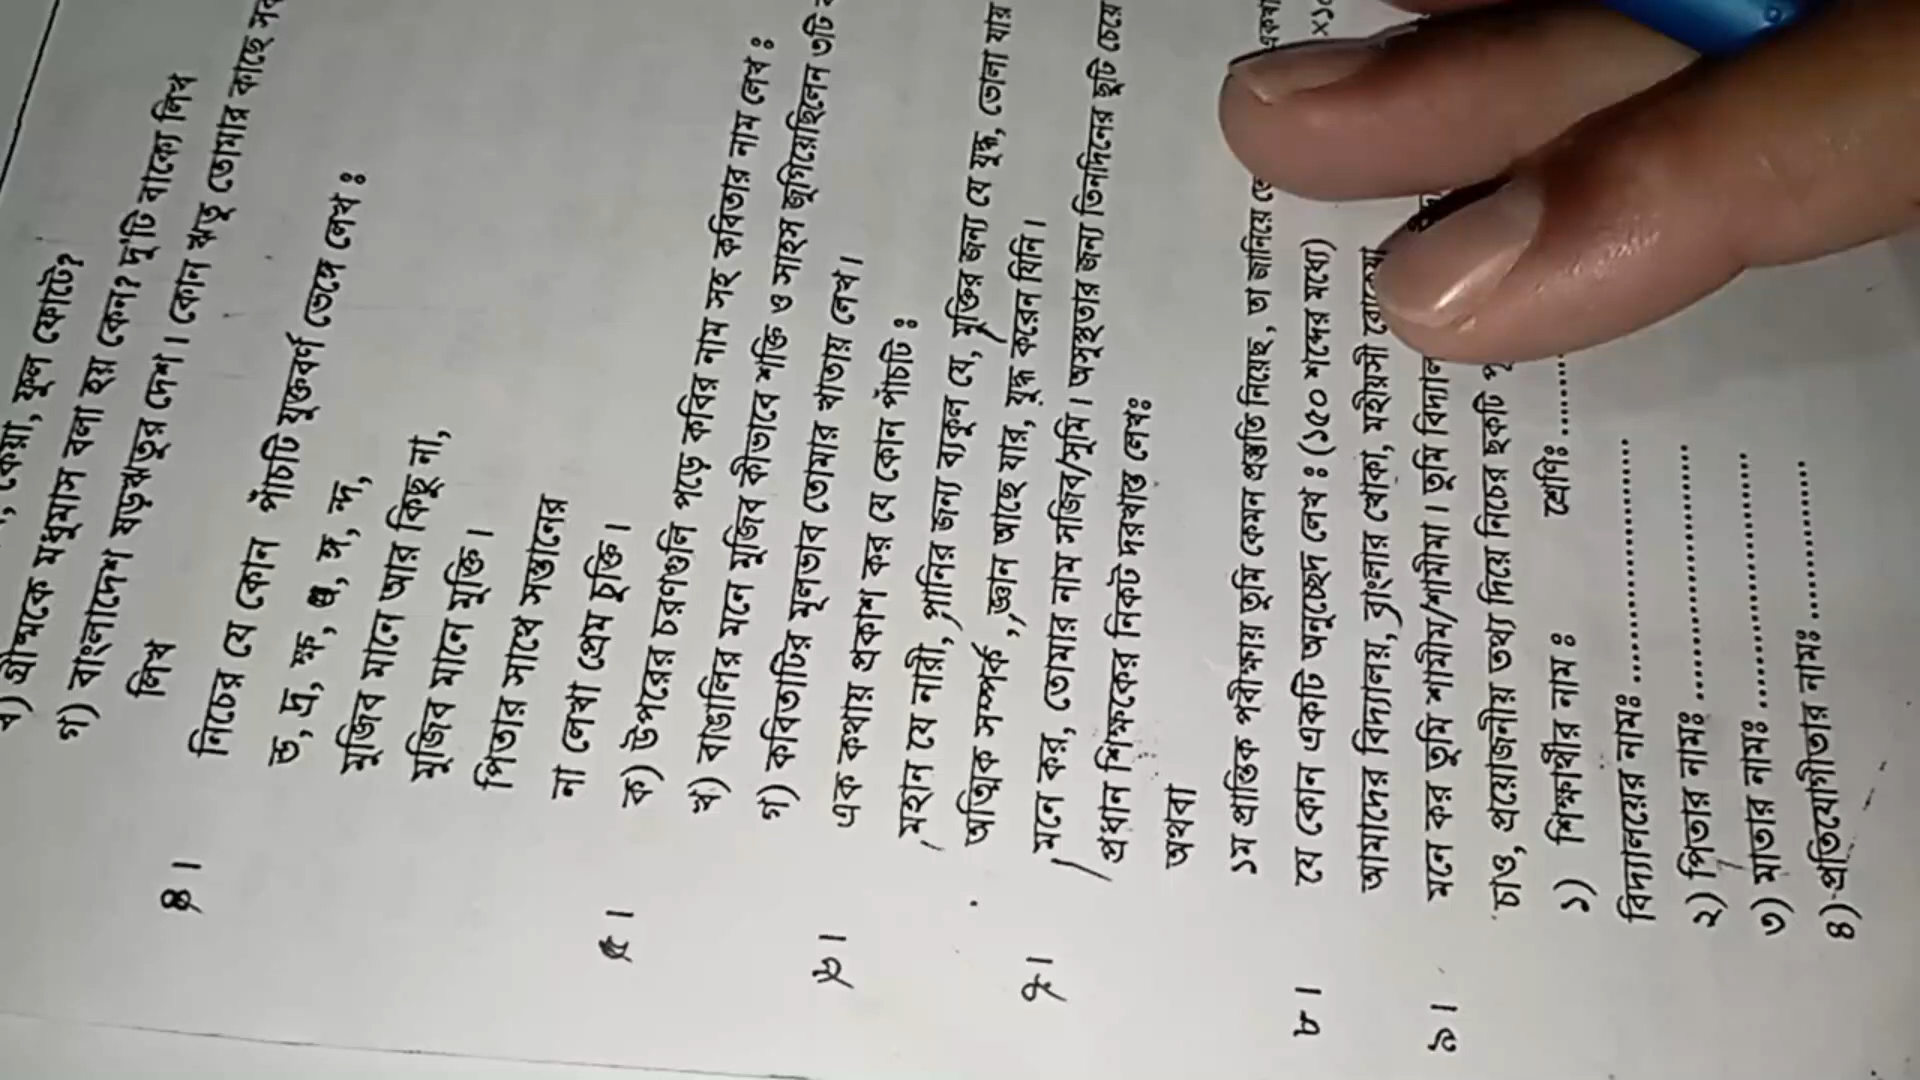 কেয়া, ফুল ফোটে?
খ) গ্রীষ্মকে মধুমাস বলা হয় কেন? দু'টি বাক্যে লিখ
গ) বাংলাদেশ ষড়ঋতুর দেশ। কোন ঋতু তোমার কাছে
লিখ
৪। নিচের যে কোন পাঁচটি যুক্তবর্ণ ভেঙ্গে লেখ ঃ
ন্দ,
মুজিব মানে আর কিছু না,
মুজিব মানে মুক্তি।
পিতার সাথে সন্তানের
না লেখা প্রেম চুক্তি।
৫। ক) উপরের চরণগুলি পড়ে কবির নাম সহ কবিতার নাম লেখ ঃ
খ) বাঙালির মনে মুজিব কীভাবে শক্তি ও সাহস জুগিয়েছিলেন ৩টি
গ) কবিতাটির মূলভাব তোমার খাতায় লেখ।
৬। এক কথায় প্রকাশ কর যে কোন পাঁচটি ঃ
মহান যে নারী, পানির জন্য ব্যকুল যে, মুক্তির জন্য যে যুদ্ধ, তোলা যায়
সম্পর্ক, জ্ঞান আছে যার, যুদ্ধ করেন যিনি।
৭। মনে কর, তোমার নাম সজিব/সুমি। অসুস্থতার জন্য তিনদিনের ছুটি চেয়ে
প্রধান শিক্ষকের নিকট দরখাস্ত লেখঃ
অথবা
১ম প্রান্তিক পরীক্ষায় তুমি কেমন প্রস্তুতি নিয়েছ, তা জানিয়ে
৮। যে কোন একটি অনুচ্ছেদ লেখ ঃ (১৫০ শব্দের মধ্যে)
আমাদের বিদ্যালয়, বাংলার খোকা, মহীয়সী
৯। মনে কর তুমি শামীম/শামীমা। তুমি
চাও, প্রয়োজনীয় তথ্য দিয়ে নিচের ছকটি
১) শিক্ষার্থীর নাম ঃ শ্রেণিঃ ..........
বিদ্যালয়ের নামঃ ..............................
২) পিতার নামঃ ..............................
৩) মাতার নামঃ ..............................
৪) প্রতিযোগীতার নামঃ ....................